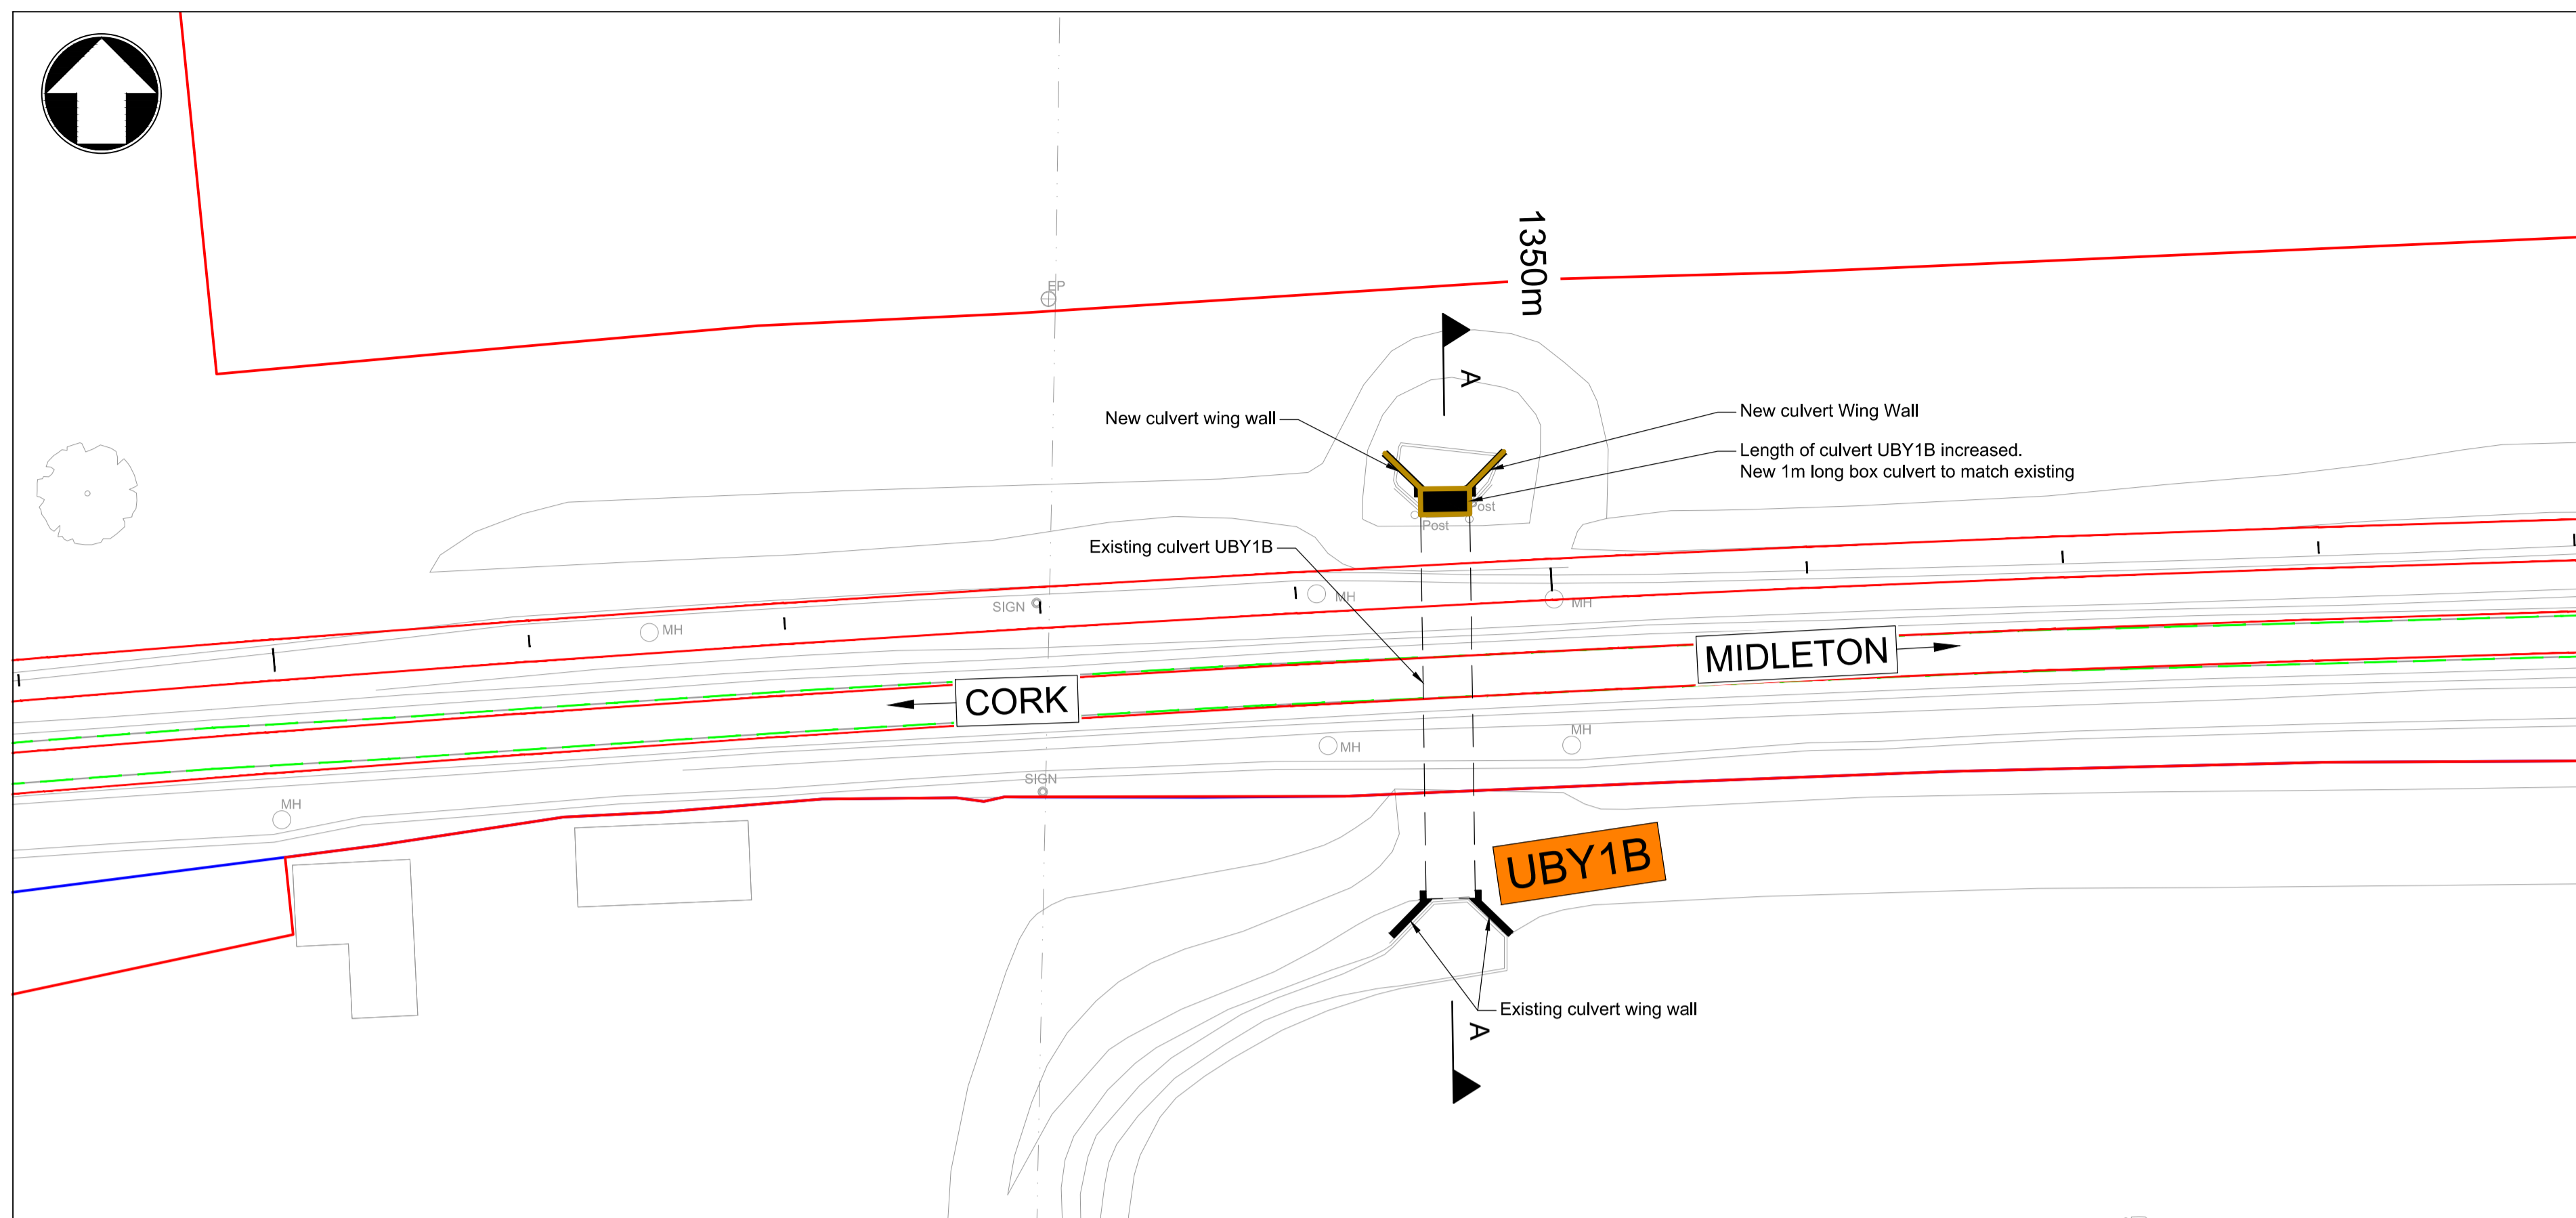 1350m
EP
A
New culvert wing wall
New culvert Wing Wall
Length of culvert UBY1B increased.
New 1m long box culvert to match existing
Post
Post
Existing culvert UBY1B
SIGN
MH
MH
MH
MIDLETON
CORK
MH
MH
SIGN
MH
UBY1B
Existing culvert wing wall
A